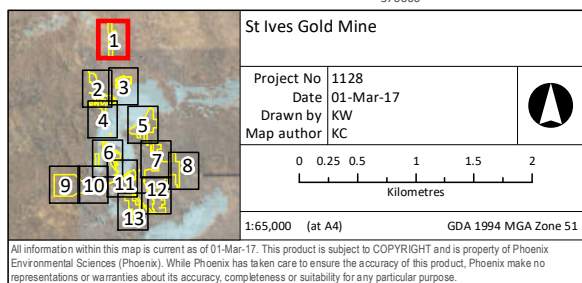 St Ives Gold Mine
Project No 1128
Date 01-Mar-17
Drawn by KW
Map author KC
0 0.25 0.5 1 1.5 2
Kilometres
1:65,000 (at A4) GDA 1994 MGA Zone 51
1
2 3
4
5
6
7
8
9 10 11
12
13
All information within this map is current as of 01-Mar-17. This product is subject to COPYRIGHT and is property of Phoenix
Environmental Sciences (Phoenix). While Phoenix has taken care to ensure the accuracy of this product, Phoenix make no
representations or warranties about its accuracy, completeness or suitability for any particular purpose.